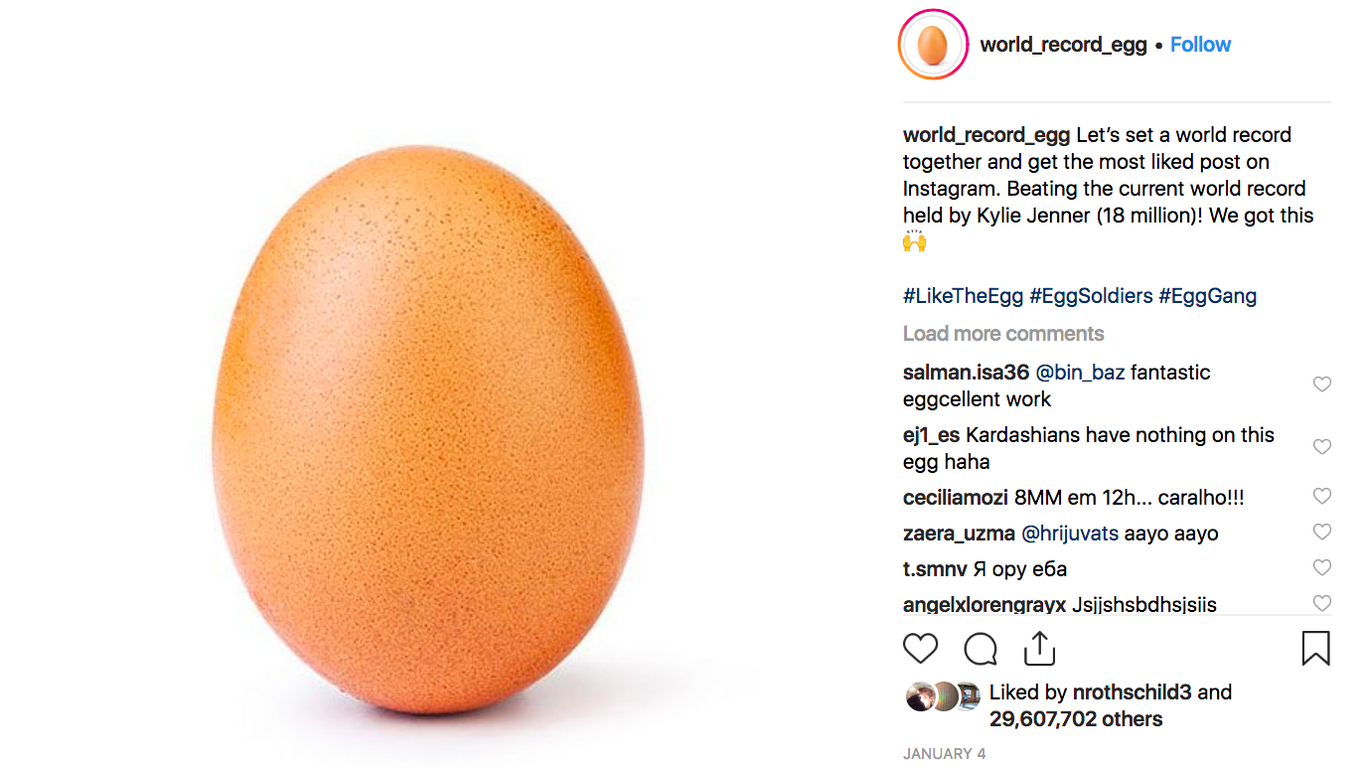 world_record_egg • Follow
world_record_egg Let’s set a world record
together and get the most liked post on
Instagram. Beating the current world record
held by Kylie Jenner (18 million)! We got this
🙌
#LikeTheEgg #EggSoldiers #EggGang
Load more comments
salman.isa36 @bin_baz fantastic
eggcellent work
ej1_es Kardashians have nothing on this
egg haha
ceciliamozi 8MM em 12h... caralho!!!
zaera_uzma @hrijuvats aayo aayo
t.smnv Я ору еба
angelxlorengrayx Jsjjshsbdhsjsiis
Liked by nrothschild3 and
29,607,702 others
JANUARY 4